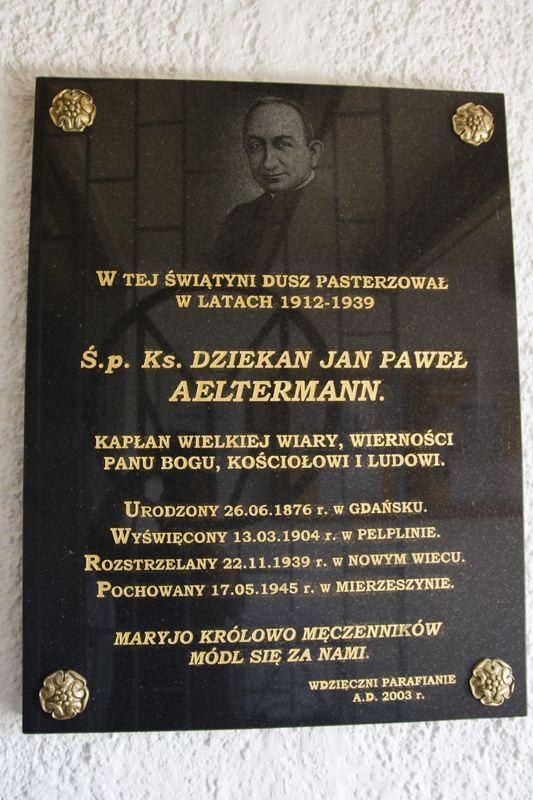 W TEJ ŚWIĄTYNI DUSZ PASTERZOWAŁ
W LATACH 1912-1939
Ś.p. Ks. DZIEKAN JAN PAWEŁ
AELTERMANN.
KAPŁAN WIELKIEJ WIARY, WIERNOŚCI
PANU BOGU, KOŚCIOŁOWI I LUDOWI.
URODZONY 26.06.1876 r. W GDAŃSKU.
WYŚWIĘCONY 13.03.1904 r. W PELPLINIE.
ROZSTRZELANY 22.11.1939 r. W NOWYM WIECU.
POCHOWANY 17.05.1945 r. W MIERZESZYNIE.
MARYJO KRÓLOWO MĘCZENNIKÓW
MÓDL SIĘ ZA NAMI.
WDZIĘCZNI PARAFIANIE
A.D. 2003 r.